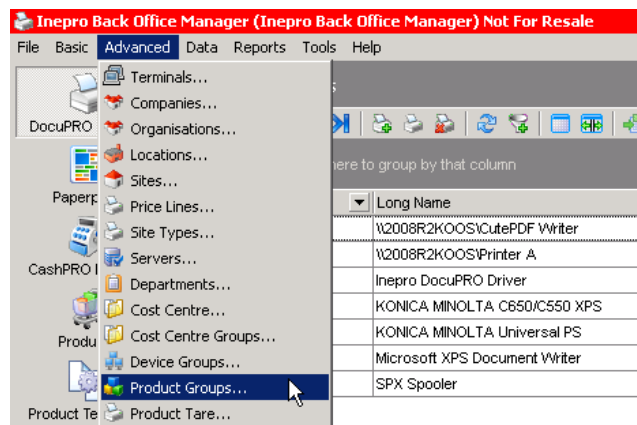 Inepro Back Office Manager (Inepro Back Office Manager) Not For Resale
File Basic Advanced Data Reports Tools Help
DocuPRO
Paperp
CashPRO
Produ
Product Te
Terminals...
Companies...
Organisations...
Locations...
Sites...
Price Lines...
Site Types...
Servers...
Departments...
Cost Centre...
Cost Centre Groups...
Device Groups...
Product Groups...
Product Tare...
here to group by that column
Long Name
\\2008R2KOOS\CutePDF Writer
\\2008R2KOOS\Printer A
Inepro DocuPRO Driver
KONICA MINOLTA C650/C550 XPS
KONICA MINOLTA Universal PS
Microsoft XPS Document Writer
SPX Spooler